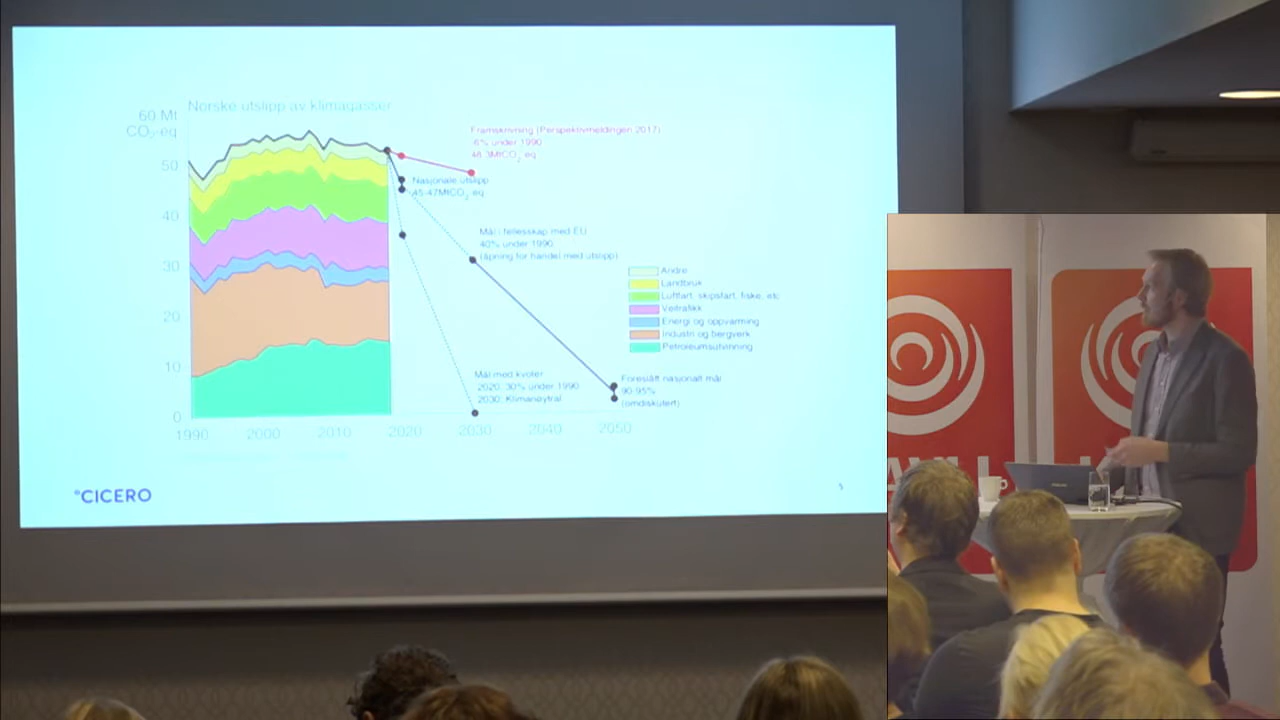 Norske utslipp av klimagasser
60 Mt
CO2-eq
50
40
30
20
10
0
1990
2000
2010
2020
2030
2040
2050
Framskrivning (Perspektivmeldingen 2017)
-6% under 1990
48.3MtCO2 eq
Nasjonale utslipp
45-47MtCO2 eq
Mål i fellesskap med EU
40% under 1990
(åpning for handel med utslipp)
Andre
Landbruk
Luftfart, skipsfart, fiske, etc
Veitrafikk
Energi og oppvarming
Industri og bergverk
Petroleumsutvinning
Mål med kvoter
2020: 30% under 1990
2030: Klimanøytral
Foreslått nasjonalt mål
90-95%
(omdiskutert)
°CICERO
5